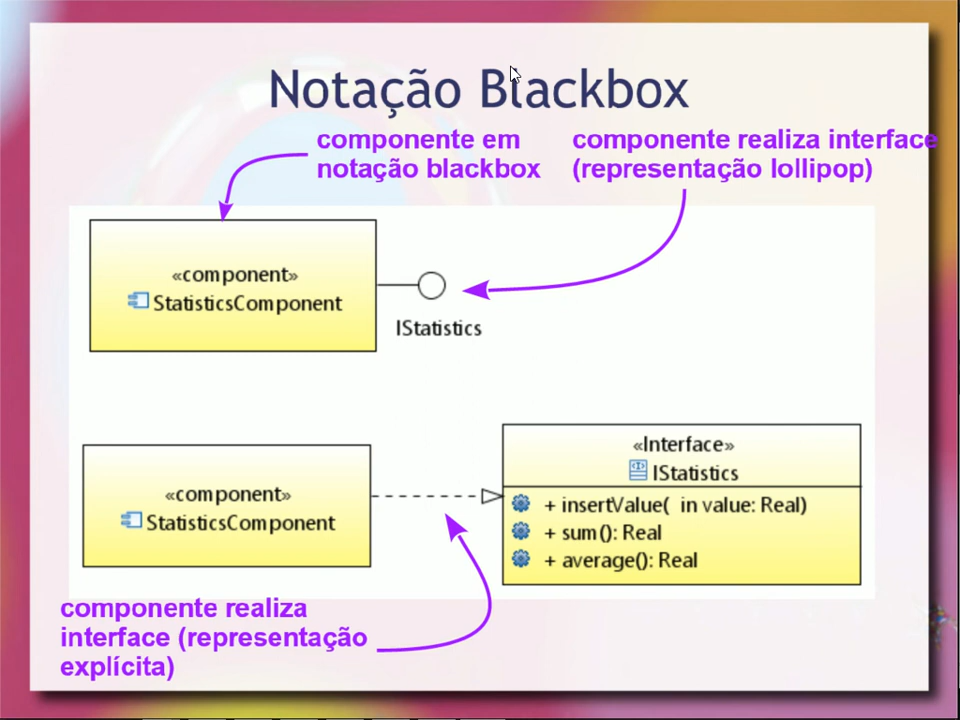 Notação Blackbox
componente em
notação blackbox
componente realiza interface
(representação lollipop)
«component»
StatisticsComponent
IStatistics
«component»
StatisticsComponent
«Interface»
IStatistics
+ insertValue( in value: Real)
+ sum(): Real
+ average(): Real
componente realiza
interface (representação
explícita)